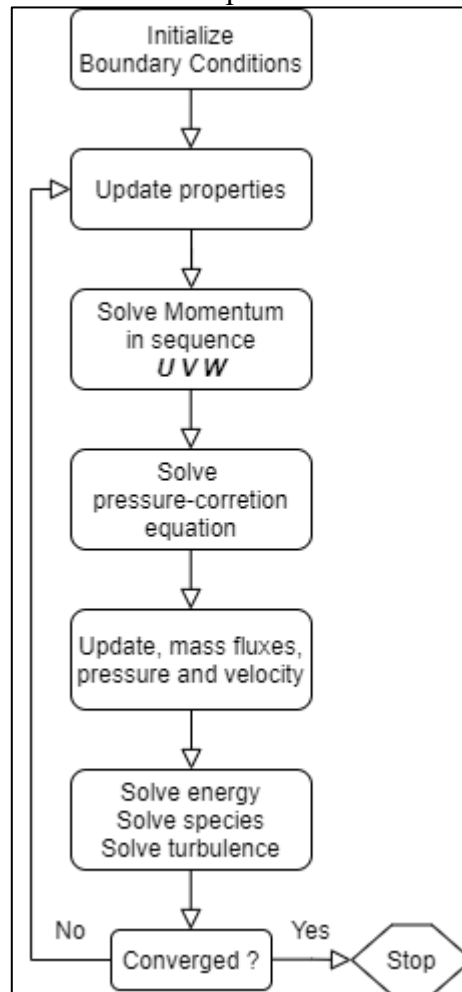 Initialize
Boundary Conditions
Update properties
Solve Momentum
in sequence
U V W
Solve
pressure-corretion
equation
Update, mass fluxes,
pressure and velocity
Solve energy
Solve species
Solve turbulence
No
Converged ?
Yes
Stop